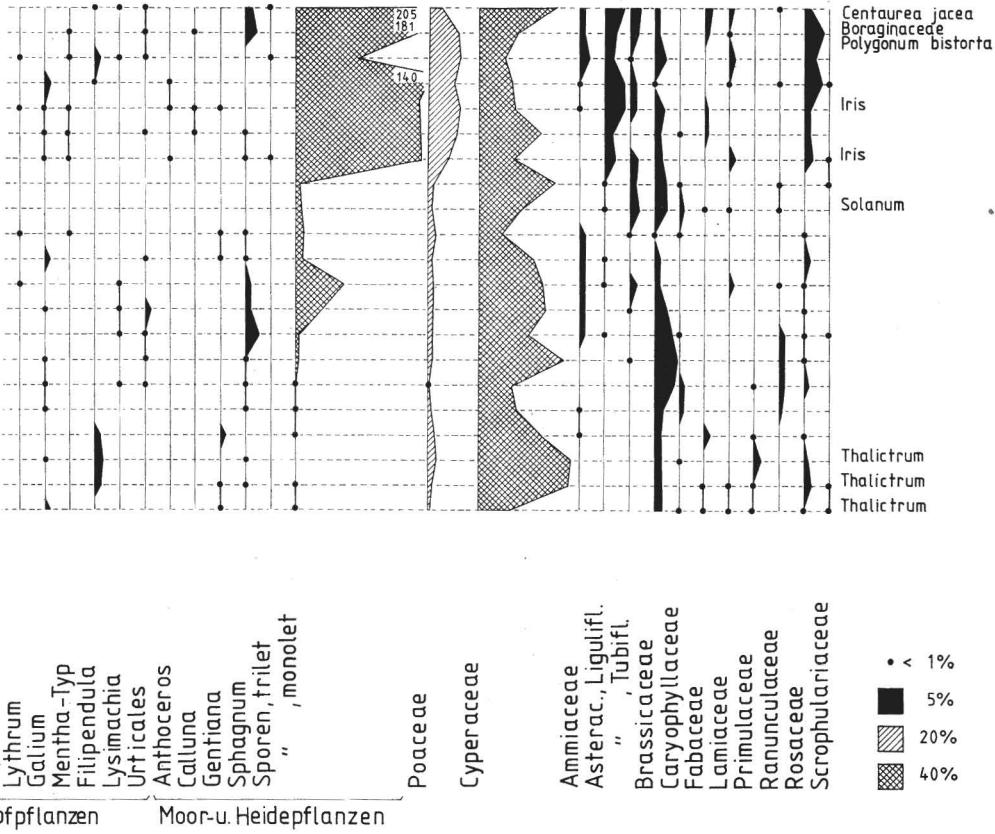 205
181
140
Centaurea jacea
Boraginaceae
Polygonum bistorta
Iris
Iris
Solanum
Thalictrum
Thalictrum
Thalictrum
Lythrum
Galium
Mentha-Typ
Filipendula
Lysimachia
Urticales
Anthoceros
Calluna
Gentiana
Sphagnum
Sporen, trilet
" , monolet
Poaceae
Cyperaceae
Ammiaceae
Asterac., Ligulifl.
" , Tubifl.
Brassicaceae
Caryophyllaceae
Fabaceae
Lamiaceae
Primulaceae
Ranunculaceae
Rosaceae
Scrophulariaceae
• < 1%
5%
20%
40%
pfpflanzen
Moor-u. Heidepflanzen